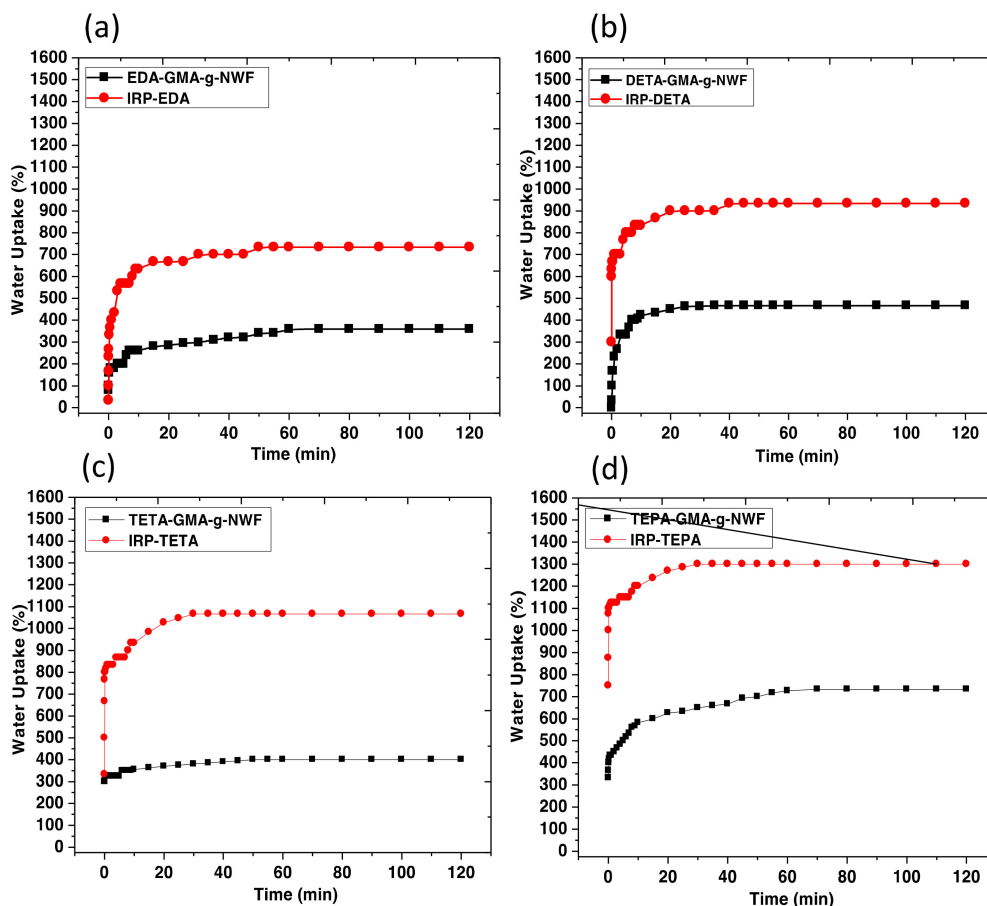 (a)
1600
1500
1400
1300
1200
1100
1000
900
800
700
600
500
400
300
200
100
0
Water Uptake (%)
EDA-GMA-g-NWF
IRP-EDA
0 20 40 60 80 100 120
Time (min)
(b)
1600
1500
1400
1300
1200
1100
1000
900
800
700
600
500
400
300
200
100
0
Water Uptake (%)
DETA-GMA-g-NWF
IRP-DETA
0 20 40 60 80 100 120
Time (min)
(c)
1600
1500
1400
1300
1200
1100
1000
900
800
700
600
500
400
300
200
100
0
Water Uptake (%)
TETA-GMA-g-NWF
IRP-TETA
0 20 40 60 80 100 120
Time (min)
(d)
1600
1500
1400
1300
1200
1100
1000
900
800
700
600
500
400
300
200
100
0
Water Uptake (%)
TEPA-GMA-g-NWF
IRP-TEPA
0 20 40 60 80 100 120
Time (min)